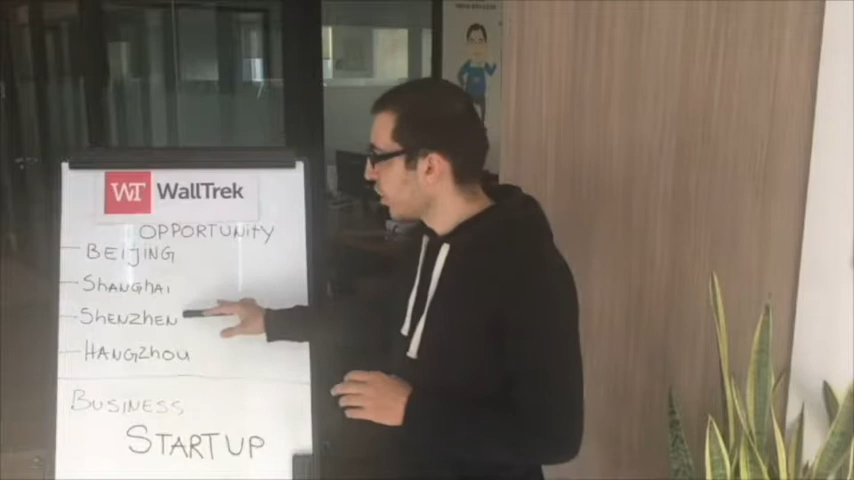 WT WallTrek
OPPORTUNITY
- BEIJING
- SHANGHAI
- SHENZHEN
- HANGZHOU
BUSINESS
STARTUP